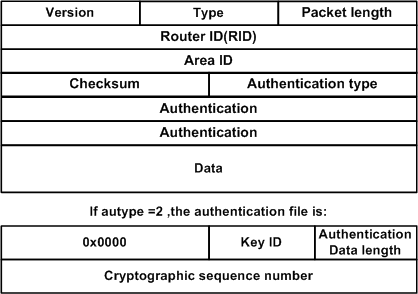 Version Type Packet length
Router ID(RID)
Area ID
Checksum Authentication type
Authentication
Authentication
Data
If autype =2 ,the authentication file is:
0x0000 Key ID Authentication
Data length
Cryptographic sequence number